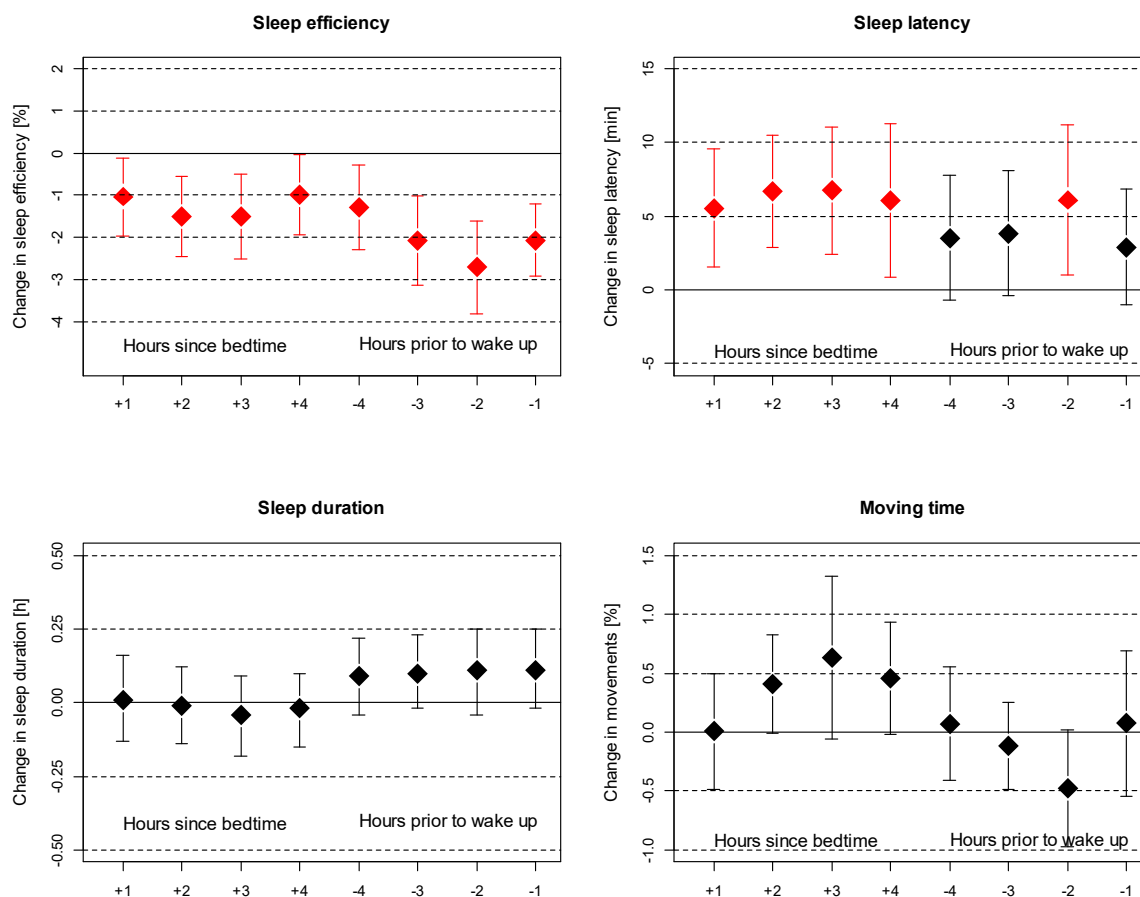 Sleep efficiency
Change in sleep efficiency [%]
2
1
0
-1
-2
-3
-4
Hours since bedtime
Hours prior to wake up
+1 +2 +3 +4 -4 -3 -2 -1
Sleep latency
Change in sleep latency [min]
15
10
5
0
-5
Hours since bedtime
Hours prior to wake up
+1 +2 +3 +4 -4 -3 -2 -1
Sleep duration
Change in sleep duration [h]
0.50
0.25
0.00
-0.25
-0.50
Hours since bedtime
Hours prior to wake up
+1 +2 +3 +4 -4 -3 -2 -1
Moving time
Change in movements [%]
1.5
1.0
0.5
0.0
-0.5
-1.0
Hours since bedtime
Hours prior to wake up
+1 +2 +3 +4 -4 -3 -2 -1